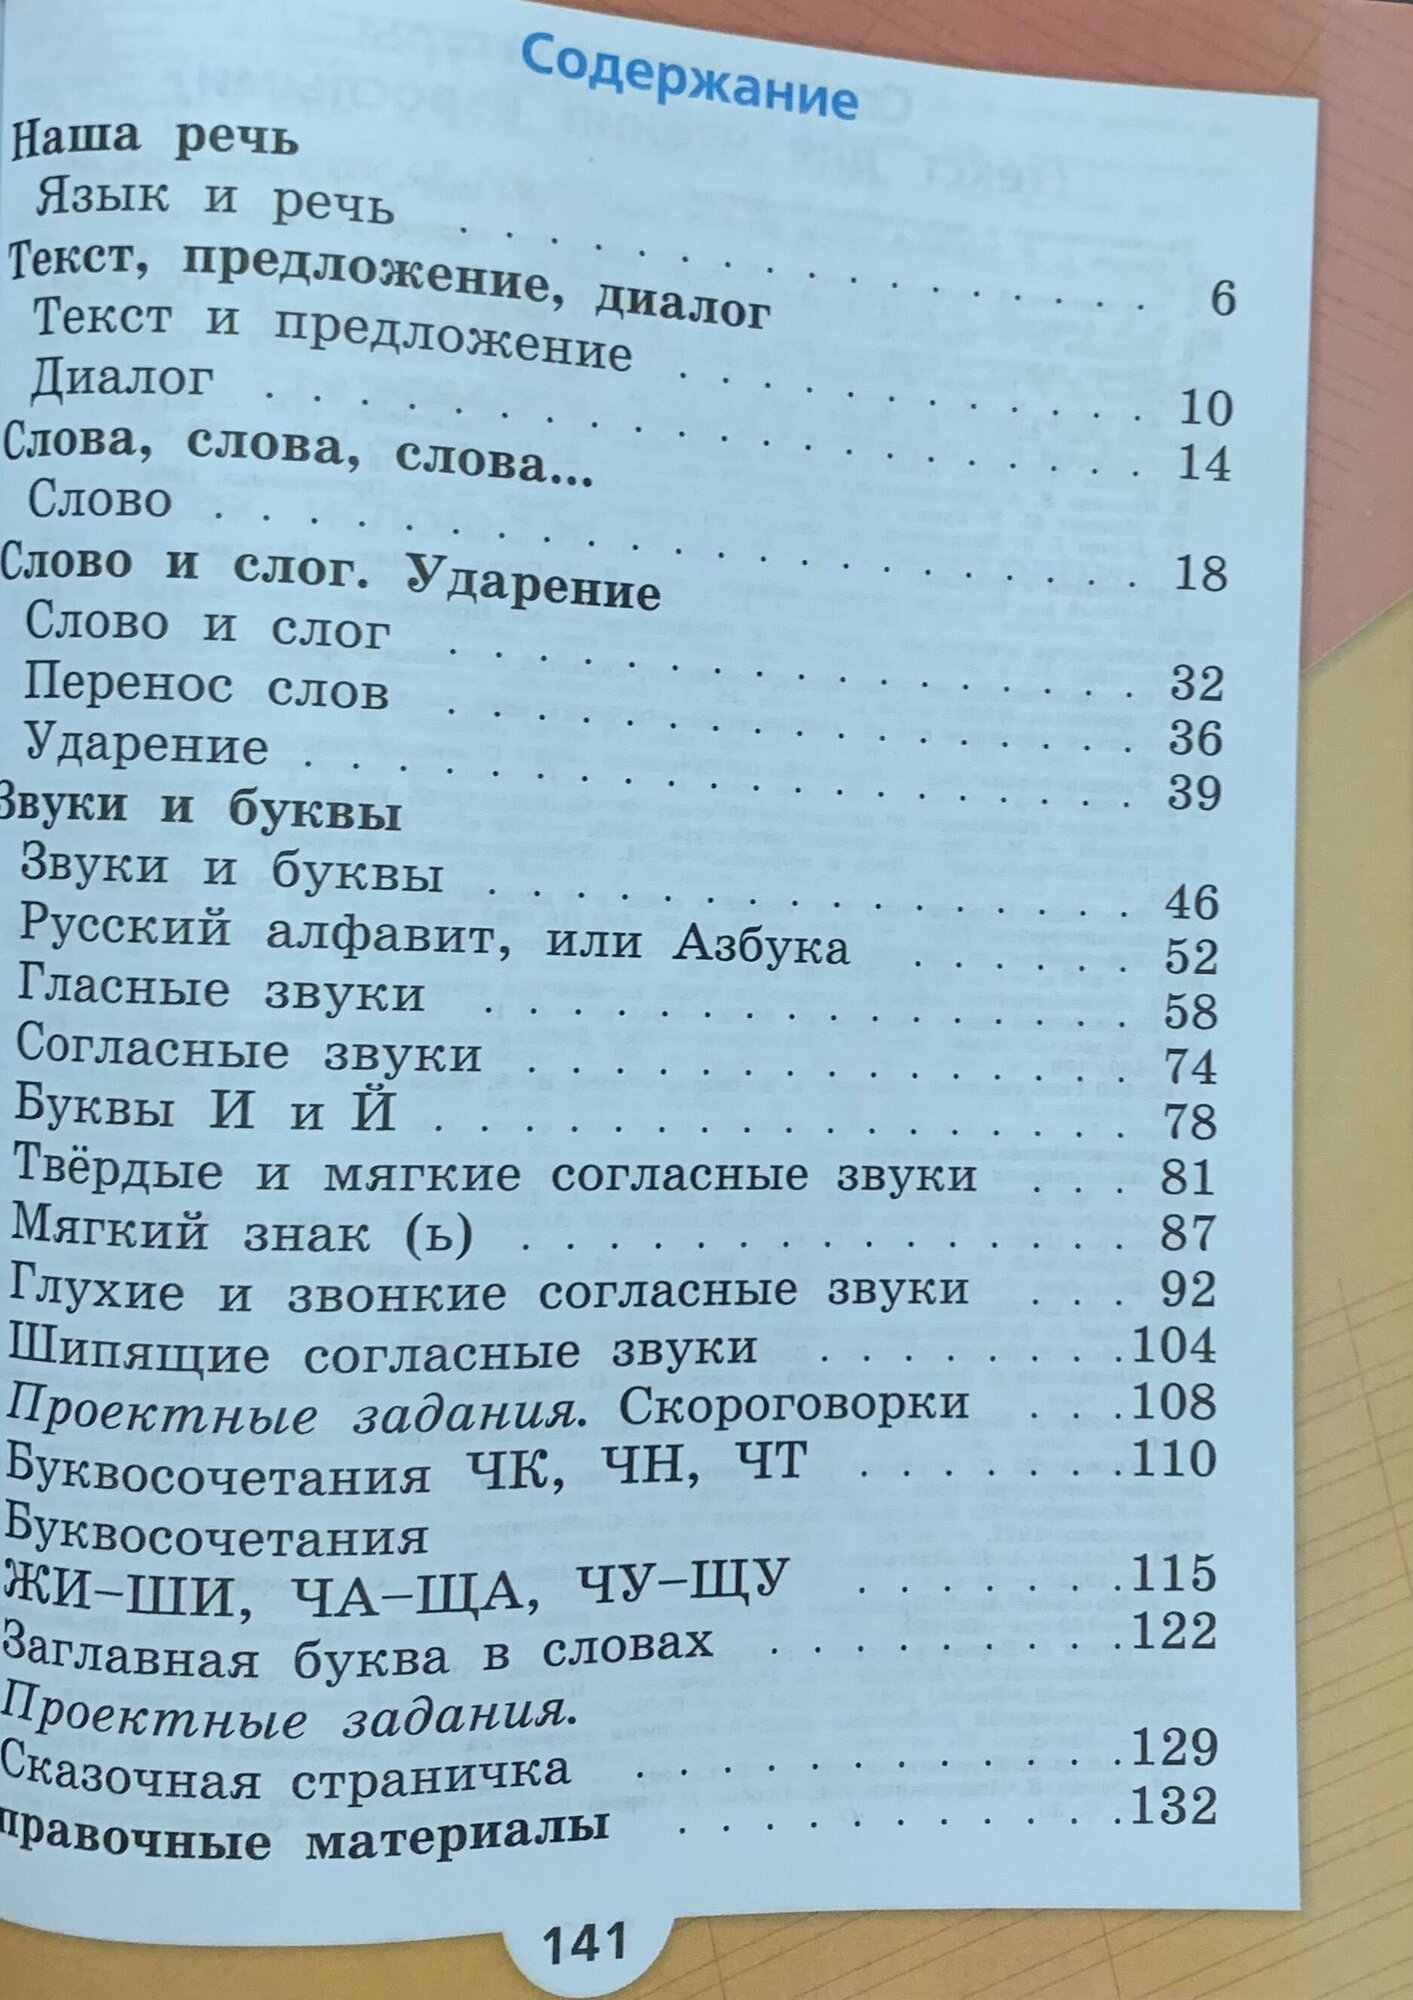 Содержание
Наша речь
Язык и речь . . . . . . . . . . . . . . . . 6
Текст, предложение, диалог
Текст и предложение . . . . . . . . . . . . 10
Диалог . . . . . . . . . . . . . . . . . . . 14
Слова, слова, слова...
Слово . . . . . . . . . . . . . . . . . . . . 18
Слово и слог. Ударение
Слово и слог . . . . . . . . . . . . . . . . 32
Перенос слов . . . . . . . . . . . . . . . . 36
Ударение . . . . . . . . . . . . . . . . . . 39
Звуки и буквы
Звуки и буквы . . . . . . . . . . . . . . . 46
Русский алфавит, или Азбука . . . . . . 52
Гласные звуки . . . . . . . . . . . . . . . 58
Согласные звуки . . . . . . . . . . . . . . 74
Буквы И и Й . . . . . . . . . . . . . . . . 78
Твёрдые и мягкие согласные звуки . . . 81
Мягкий знак (ь) . . . . . . . . . . . . . . 87
Глухие и звонкие согласные звуки . . . 92
Шипящие согласные звуки . . . . . . . . 104
Проектные задания. Скороговорки . . . 108
Буквосочетания ЧК, ЧН, ЧТ . . . . . . . 110
Буквосочетания
ЖИ–ШИ, ЧА–ЩА, ЧУ–ЩУ . . . . . . . 115
Заглавная буква в словах . . . . . . . . . 122
Проектные задания.
Сказочная страничка . . . . . . . . . . . . 129
правочные материалы . . . . . . . . . . . 132
141